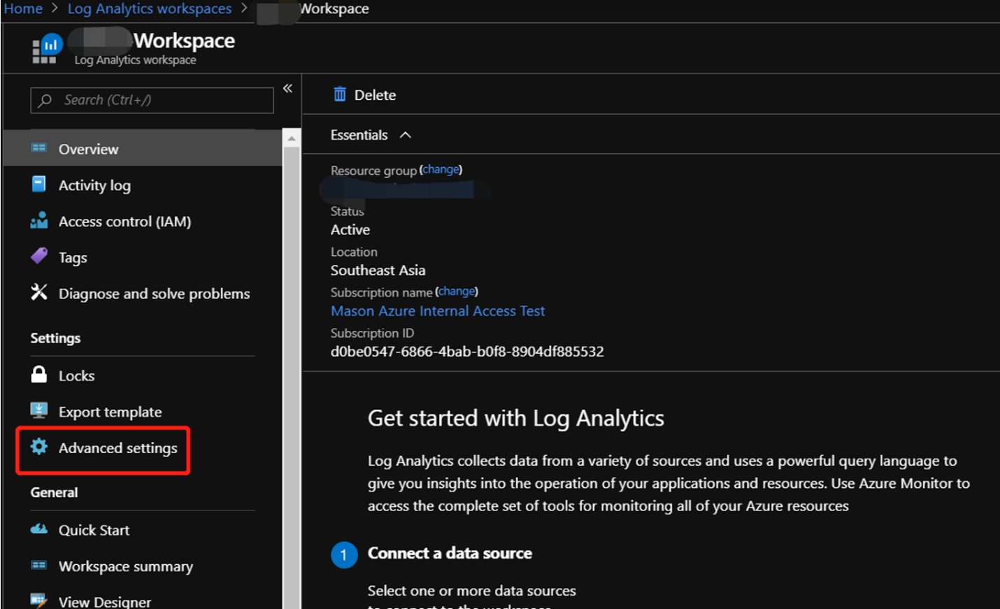 Home > Log Analytics workspaces > Workspace
Workspace
Log Analytics workspace
Search (Ctrl+/)
«
Overview
Activity log
Access control (IAM)
Tags
Diagnose and solve problems
Settings
Locks
Export template
Advanced settings
General
Quick Start
Workspace summary
View Designer
Delete
Essentials
Resource group (change)
Status
Active
Location
Southeast Asia
Subscription name (change)
Mason Azure Internal Access Test
Subscription ID
d0be0547-6866-4bab-b0f8-8904df885532
Get started with Log Analytics
Log Analytics collects data from a variety of sources and uses a powerful query language to
give you insights into the operation of your applications and resources. Use Azure Monitor to
access the complete set of tools for monitoring all of your Azure resources
1 Connect a data source
Select one or more data sources
to connect to the workspace